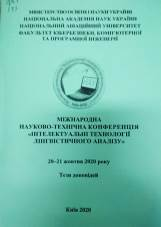 МІНІСТЕРСТВО ОСВІТИ І НАУКИ УКРАЇНИ
НАЦІОНАЛЬНА АКАДЕМІЯ НАУК УКРАЇНИ
НАЦІОНАЛЬНИЙ АВІАЦІЙНИЙ УНІВЕРСИТЕТ
ФАКУЛЬТЕТ КІБЕРБЕЗПЕКИ, КОМП'ЮТЕРНОЇ
ТА ПРОГРАМНОЇ ІНЖЕНЕРІЇ
МІЖНАРОДНА
НАУКОВО-ТЕХНІЧНА КОНФЕРЕНЦІЯ
«ІНТЕЛЕКТУАЛЬНІ ТЕХНОЛОГІЇ
ЛІНГВІСТИЧНОГО АНАЛІЗУ»
20–21 жовтня 2020 року
Тези доповідей
Київ 2020